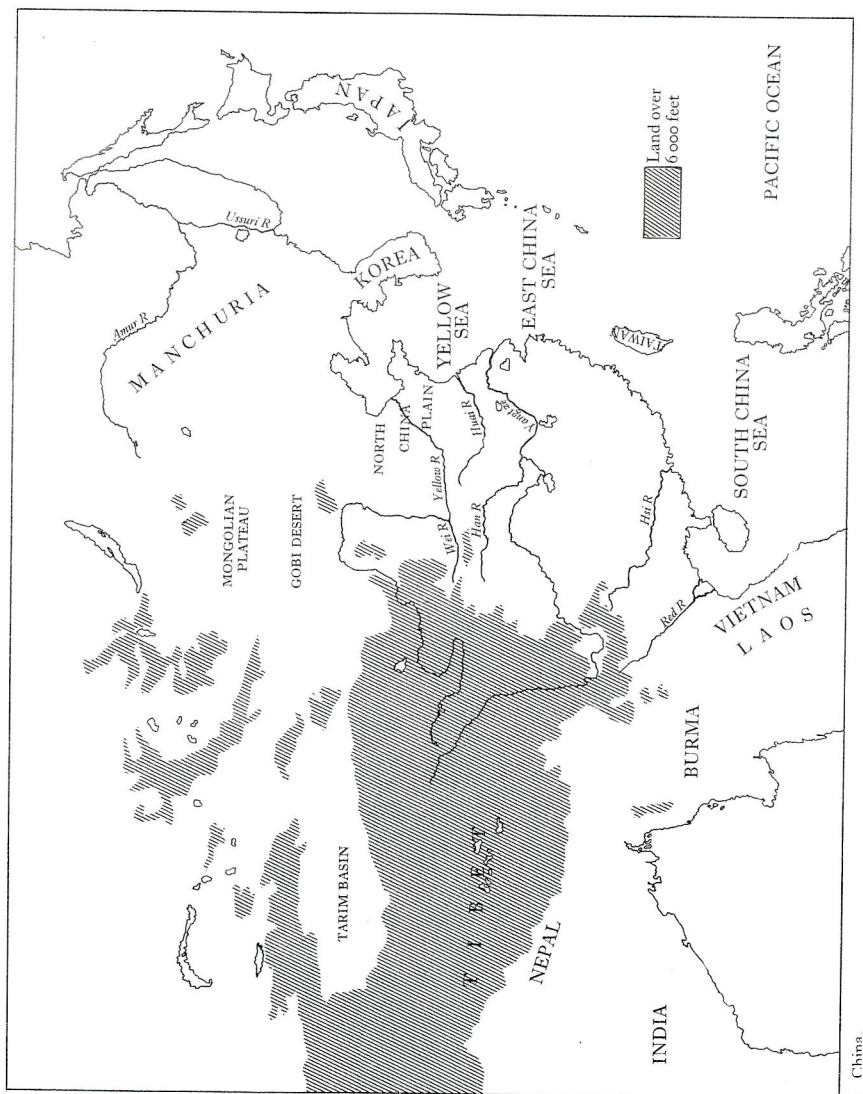 JAPAN
Ussuri R
Amur R
MANCHURIA
KOREA
MONGOLIAN
PLATEAU
GOBI DESERT
NORTH
CHINA
PLAIN
YELLOW
SEA
EAST CHINA
SEA
Yellow R
Wei R
Huai R
Han R
Yangtze
TARIM BASIN
TIBET
NEPAL
INDIA
BURMA
Hsi R
Red R
VIETNAM
LAOS
TAIWAN
SOUTH CHINA
SEA
PACIFIC OCEAN
Land over
6 000 feet
China.